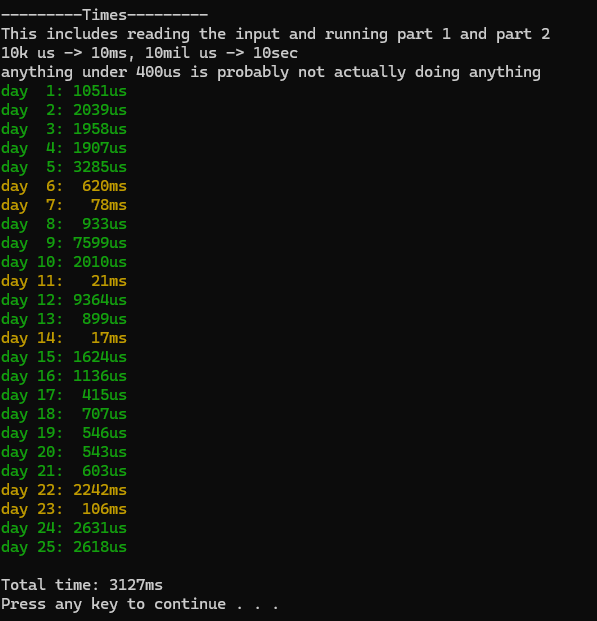 ---------Times---------
This includes reading the input and running part 1 and part 2
10k us -> 10ms, 10mil us -> 10sec
anything under 400us is probably not actually doing anything
day  1: 1051us
day  2: 2039us
day  3: 1958us
day  4: 1907us
day  5: 3285us
day  6:  620ms
day  7:   78ms
day  8:  933us
day  9: 7599us
day 10: 2010us
day 11:   21ms
day 12: 9364us
day 13:  899us
day 14:   17ms
day 15: 1624us
day 16: 1136us
day 17:  415us
day 18:  707us
day 19:  546us
day 20:  543us
day 21:  603us
day 22: 2242ms
day 23:  106ms
day 24: 2631us
day 25: 2618us

Total time: 3127ms
Press any key to continue . . .